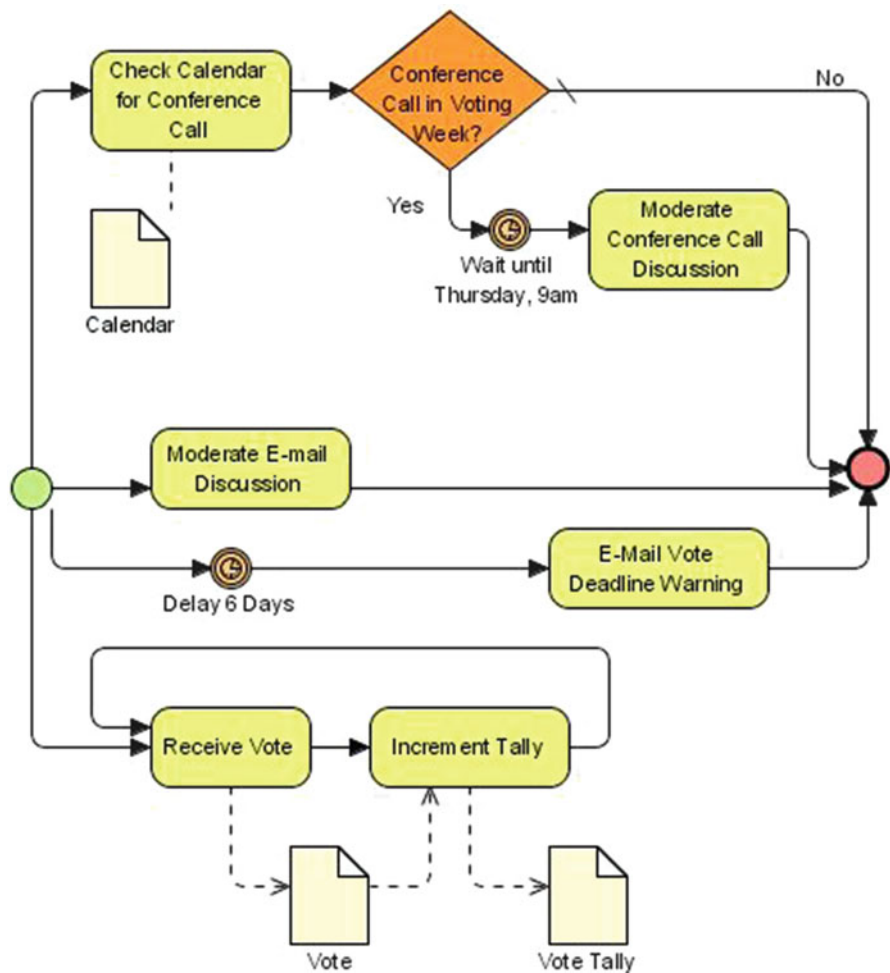 Check Calendar
for Conference
Call
Conference
Call in Voting
Week?
No
Yes
Moderate
Conference Call
Discussion
Wait until
Thursday, 9am
Calendar
Moderate E-mail
Discussion
E-Mail Vote
Deadline Warning
Delay 6 Days
Receive Vote
Increment Tally
Vote
Vote Tally